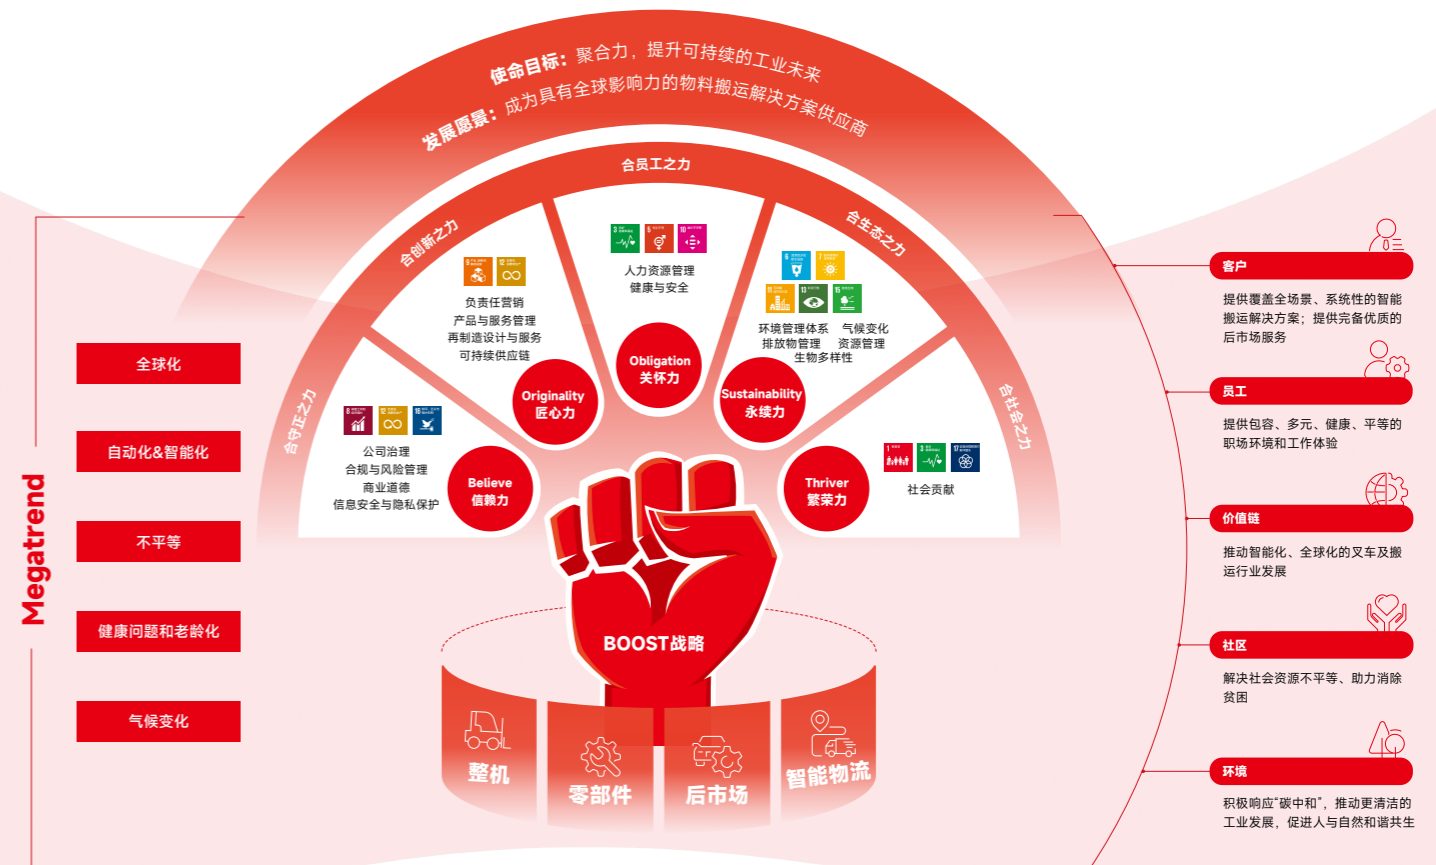 使命目标：聚合力，提升可持续的工业未来
发展愿景：成为具有全球影响力的物料搬运解决方案供应商
合守正之力
合创新之力
合员工之力
合生态之力
合社会之力
公司治理
合规与风险管理
商业道德
信息安全与隐私保护
Believe
信赖力
负责任营销
产品与服务管理
再制造设计与服务
可持续供应链
Originality
匠心力
人力资源管理
健康与安全
Obligation
关怀力
环境管理体系 气候变化
排放物管理 资源管理
生物多样性
Sustainability
永续力
社会贡献
Thriver
繁荣力
BOOST战略
整机
零部件
后市场
智能物流
Megatrend
全球化
自动化&智能化
不平等
健康问题和老龄化
气候变化
客户
提供覆盖全场景、系统性的智能
搬运解决方案；提供完备优质的
后市场服务
员工
提供包容、多元、健康、平等的
职场环境和工作体验
价值链
推动智能化、全球化的叉车及搬
运行业发展
社区
解决社会资源不平等、助力消除
贫困
环境
积极响应“碳中和”，推动更清洁的
工业发展，促进人与自然和谐共生